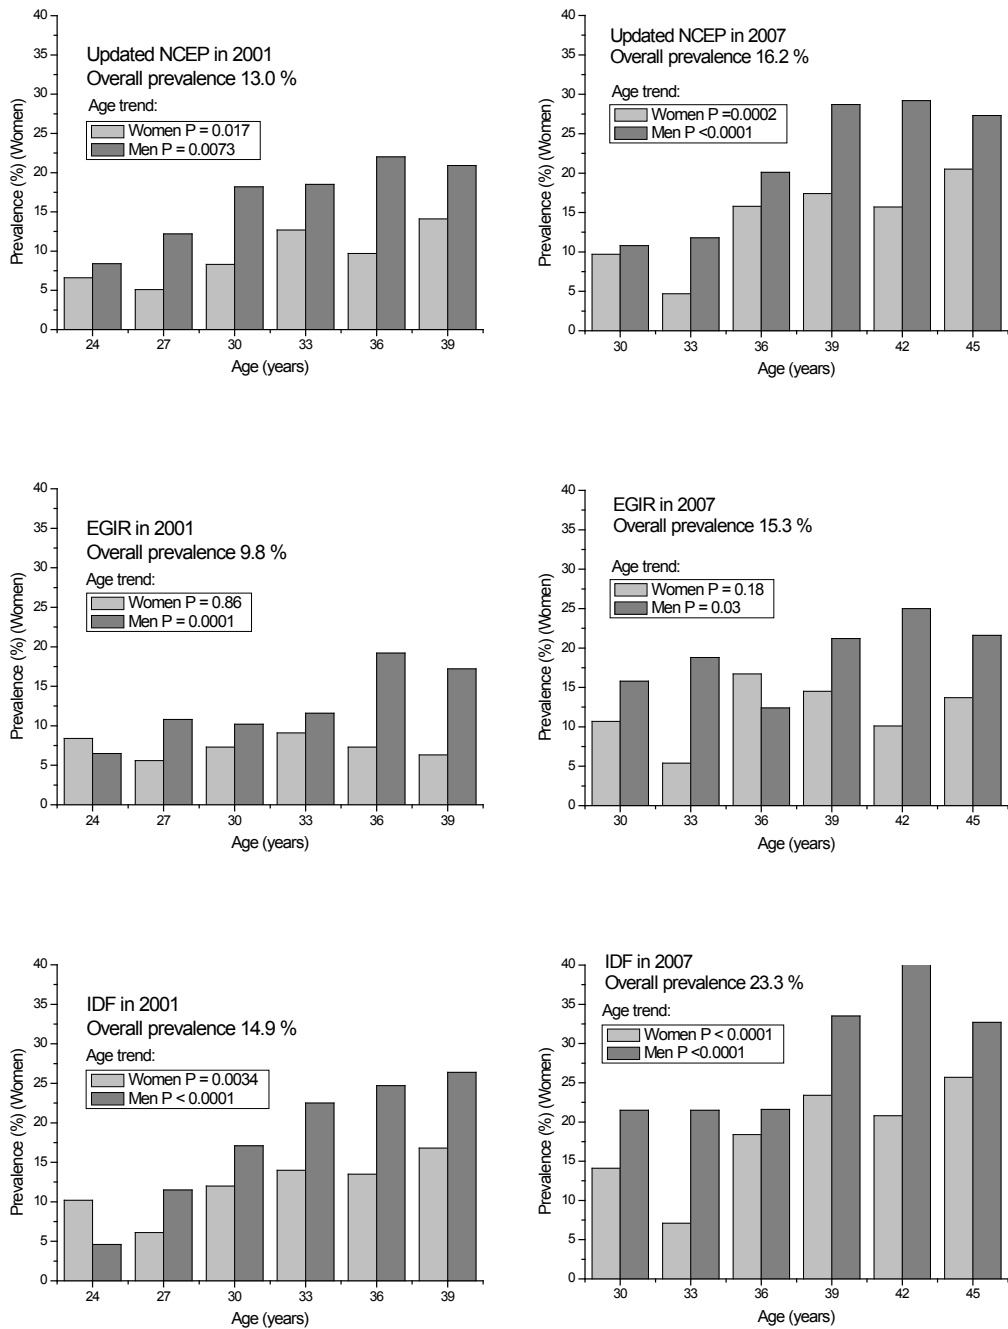 Updated NCEP in 2001
Overall prevalence 13.0 %
Age trend:
Women P = 0.017
Men P = 0.0073
Prevalence (%) (Women)
40
35
30
25
20
15
10
5
0
24 27 30 33 36 39
Age (years)
Updated NCEP in 2007
Overall prevalence 16.2 %
Age trend:
Women P =0.0002
Men P <0.0001
Prevalence (%) (Women)
40
35
30
25
20
15
10
5
0
30 33 36 39 42 45
Age (years)
EGIR in 2001
Overall prevalence 9.8 %
Age trend:
Women P = 0.86
Men P = 0.0001
Prevalence (%) (Women)
40
35
30
25
20
15
10
5
0
24 27 30 33 36 39
Age (years)
EGIR in 2007
Overall prevalence 15.3 %
Age trend:
Women P = 0.18
Men P = 0.03
Prevalence (%) (Women)
40
35
30
25
20
15
10
5
0
30 33 36 39 42 45
Age (years)
IDF in 2001
Overall prevalence 14.9 %
Age trend:
Women P = 0.0034
Men P < 0.0001
Prevalence (%) (Women)
40
35
30
25
20
15
10
5
0
24 27 30 33 36 39
Age (years)
IDF in 2007
Overall prevalence 23.3 %
Age trend:
Women P < 0.0001
Men P <0.0001
Prevalence (%) (Women)
40
35
30
25
20
15
10
5
0
30 33 36 39 42 45
Age (years)